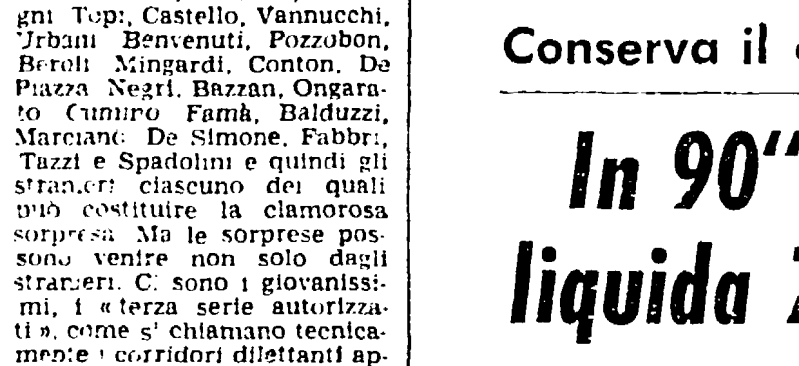 gni Topi, Castello, Vannucchi,
Urbani Benvenuti, Pozzobon,
Beroli Mingardi, Conton, De
Piazza Negri, Bazzan, Ongara-
to Famà, Balduzzi,
Marciano De Simone, Fabbri,
Tazzi e Spadolini e quindi gli
stranieri ciascuno dei quali
può costituire la clamorosa
sorpresa Ma le sorprese pos-
sono venire non solo dagli
stranieri. Ci sono i giovanissi-
mi, i « terza serie autorizza-
ti », come si chiamano tecnica-
mente i corridori dilettanti ap-
Conserva il
In 90"
liquida